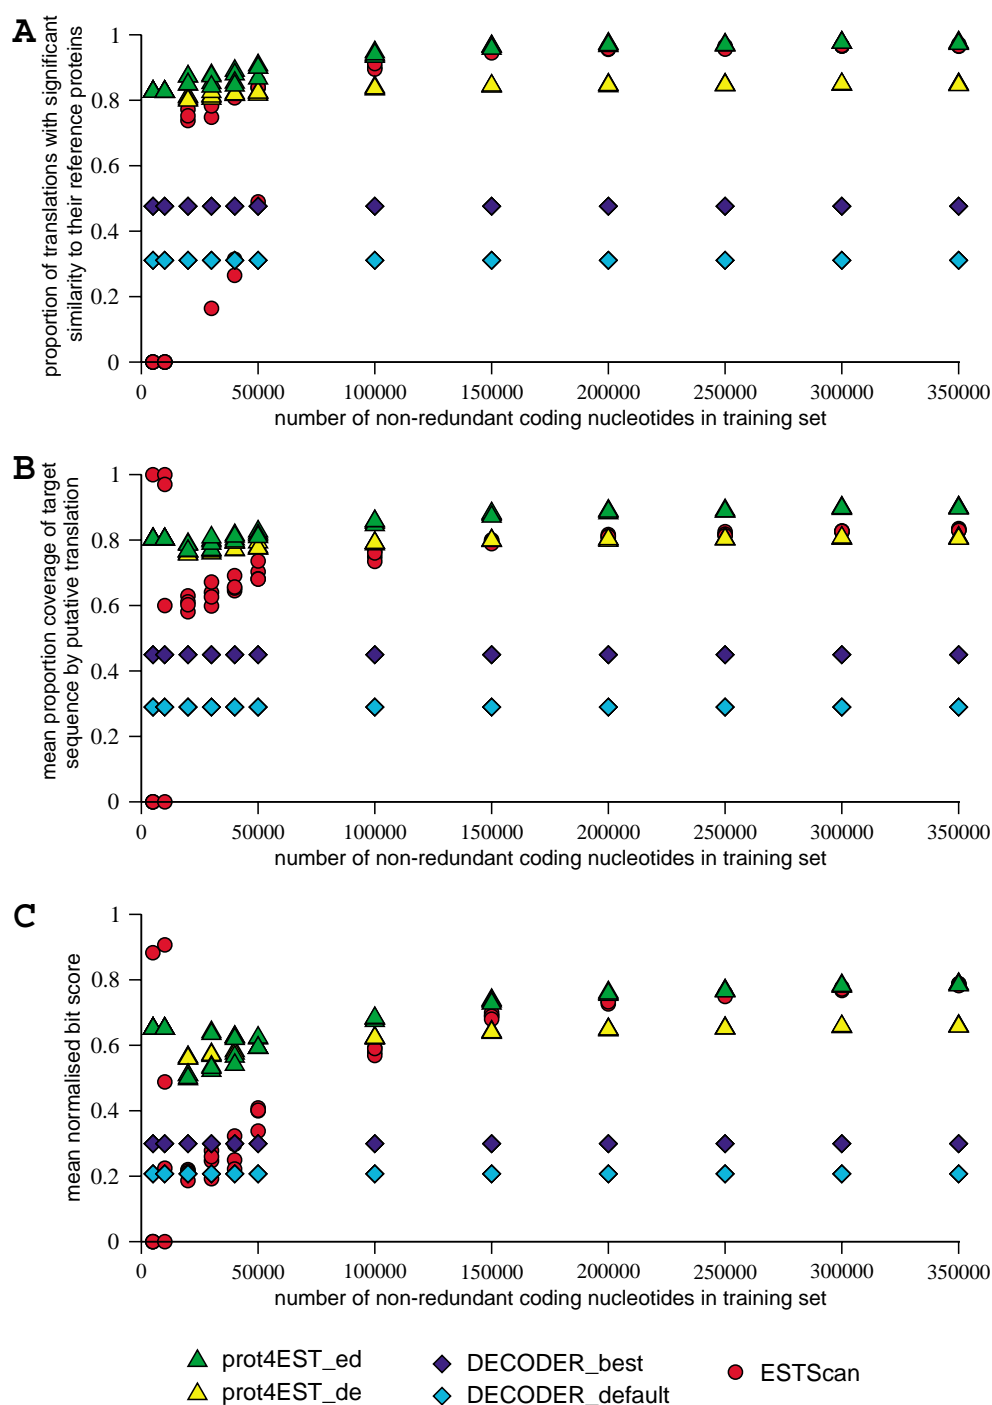 A
proportion of translations with significant
similarity to their reference proteins
1
0.8
0.6
0.4
0.2
0
0 50000 100000 150000 200000 250000 300000 350000
number of non-redundant coding nucleotides in training set
B
mean proportion coverage of target
sequence by putative translation
1
0.8
0.6
0.4
0.2
0
0 50000 100000 150000 200000 250000 300000 350000
number of non-redundant coding nucleotides in training set
C
mean normalised bit score
1
0.8
0.6
0.4
0.2
0
0 50000 100000 150000 200000 250000 300000 350000
number of non-redundant coding nucleotides in training set
prot4EST_ed DECODER_best ESTScan
prot4EST_de DECODER_default